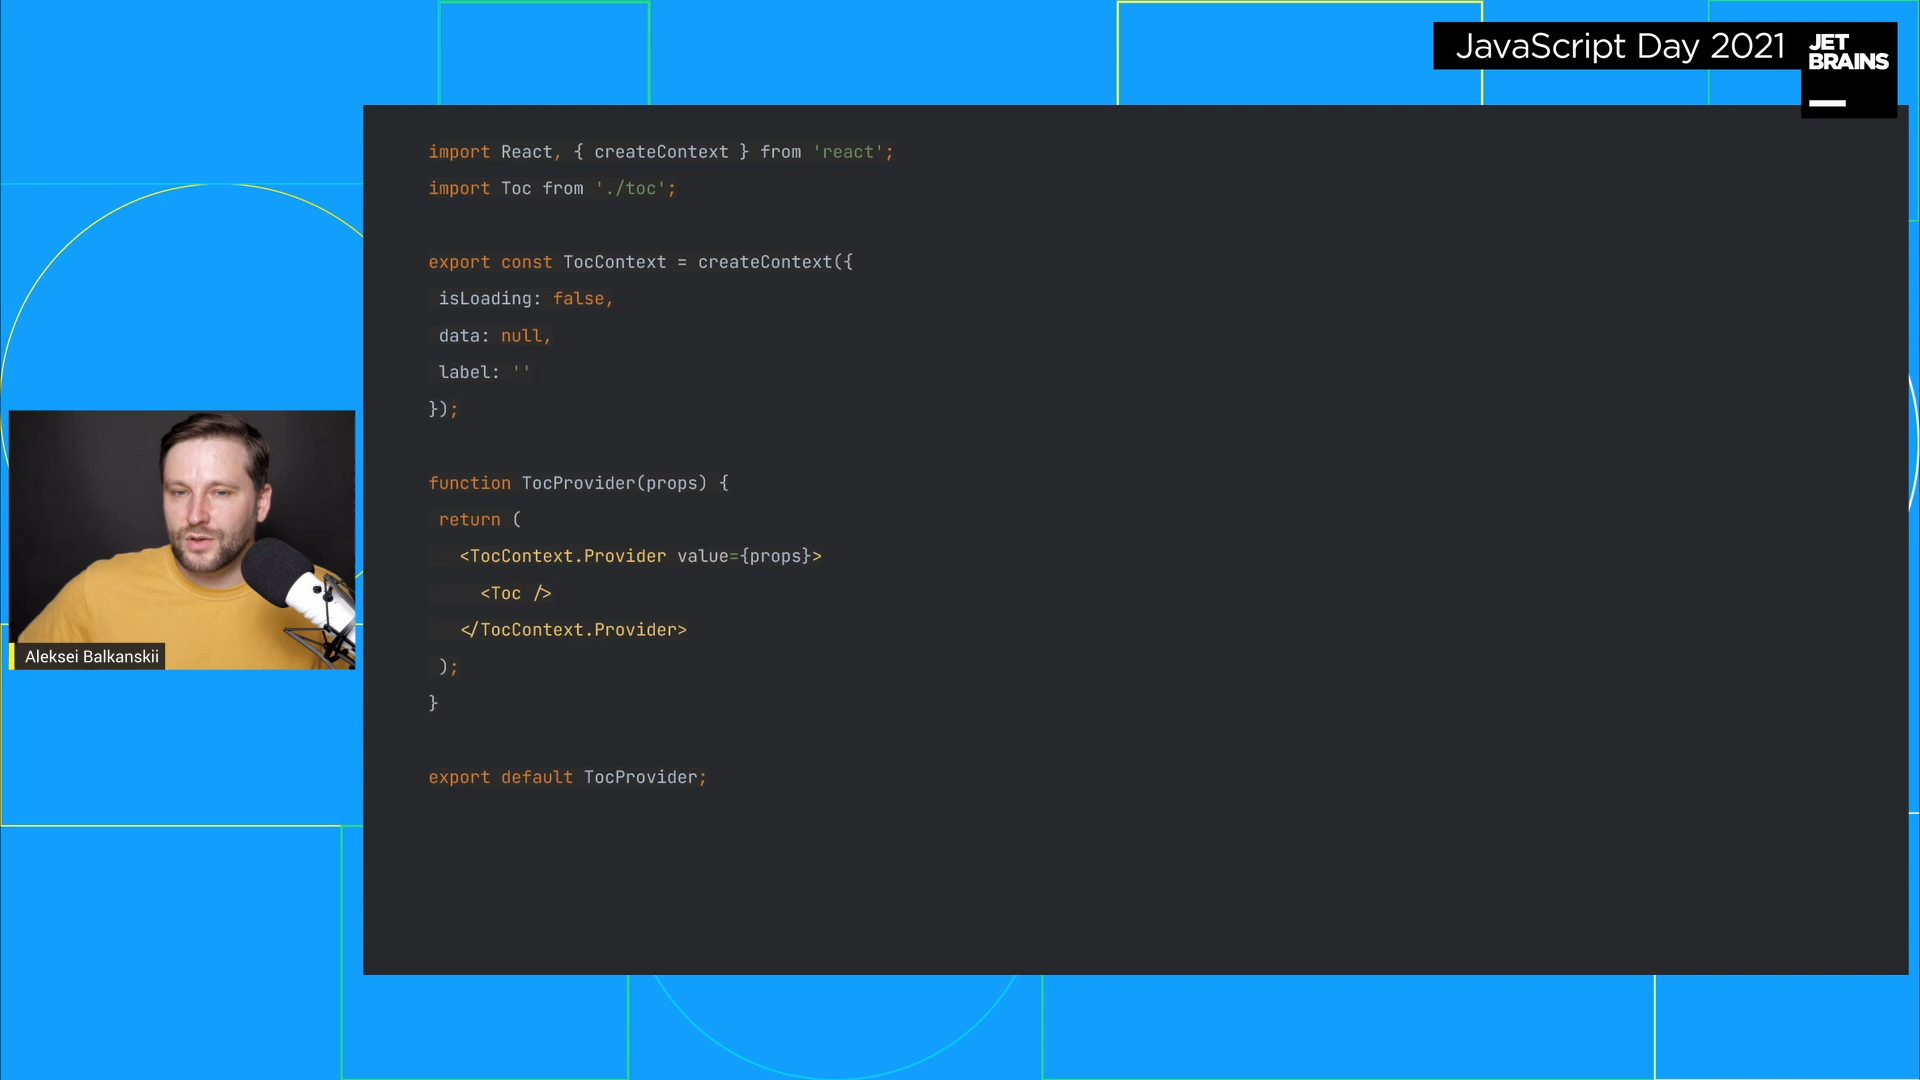 JavaScript Day 2021
JET
BRAINS
import React, { createContext } from 'react';
import Toc from './toc';
export const TocContext = createContext({
isLoading: false,
data: null,
label: ''
});
function TocProvider(props) {
return (
<TocContext.Provider value={props}>
<Toc />
</TocContext.Provider>
);
}
export default TocProvider;
Aleksei Balkanskii